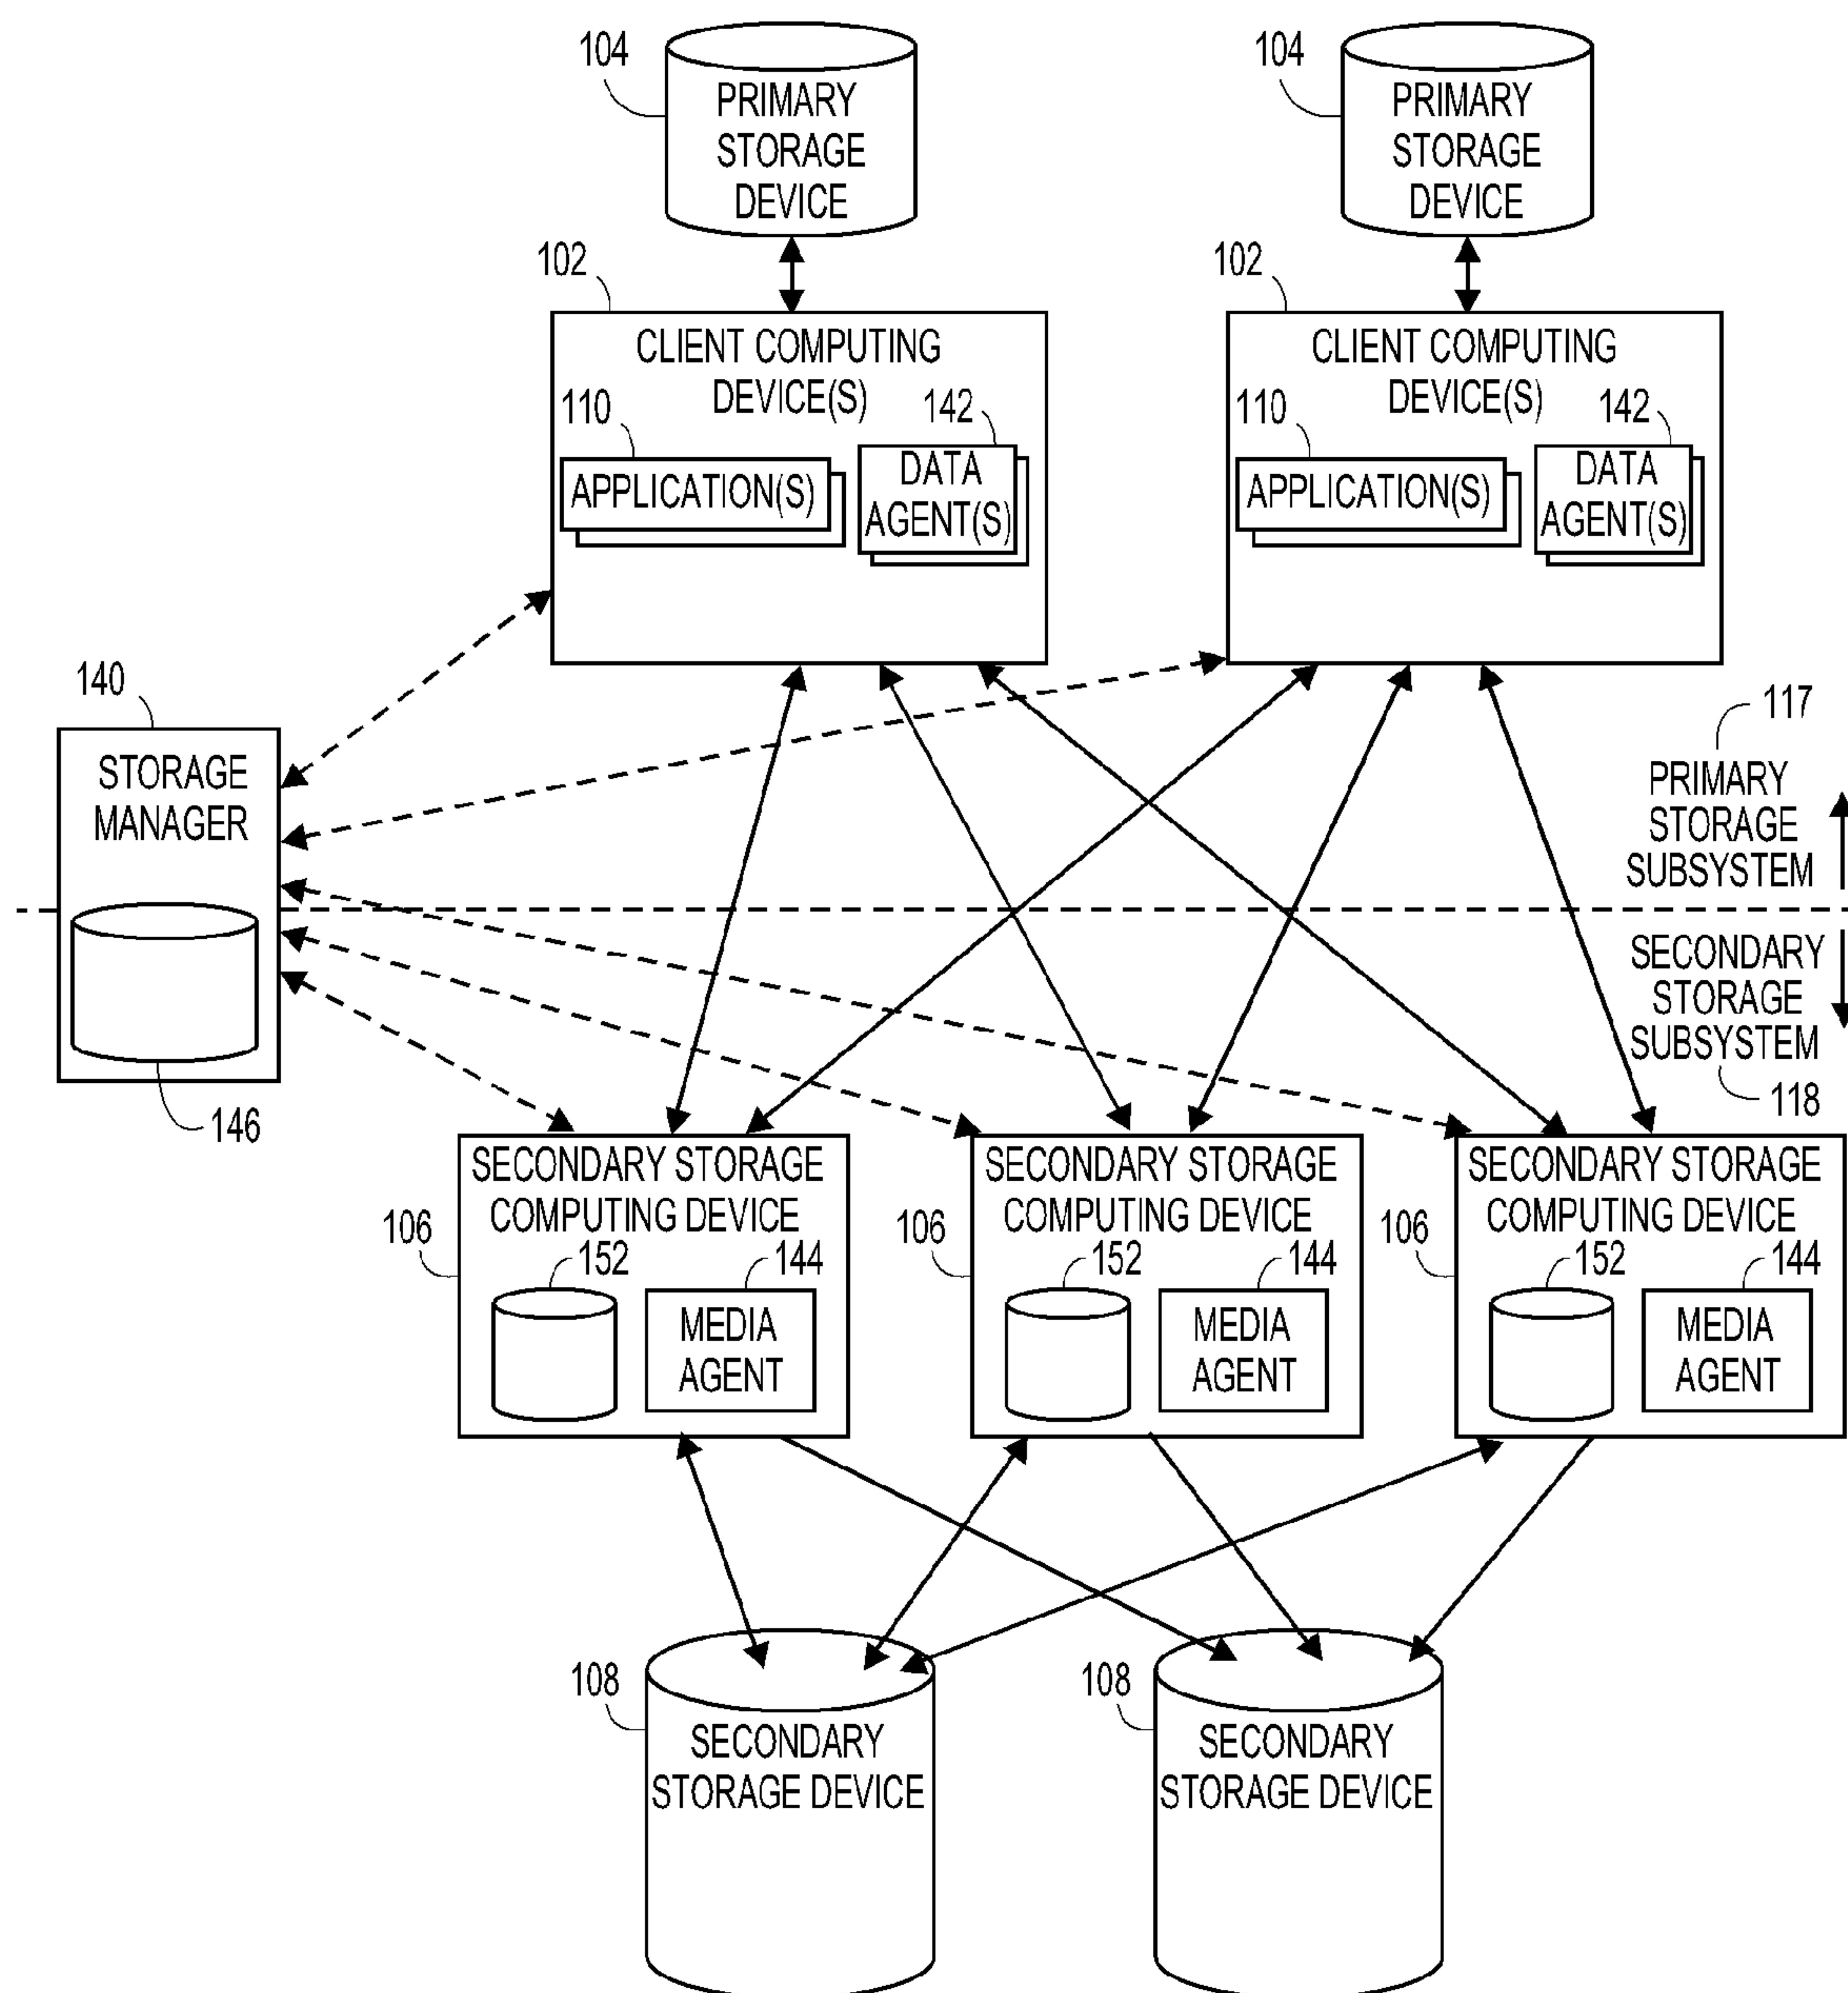 104
PRIMARY
STORAGE
DEVICE
104
PRIMARY
STORAGE
DEVICE
102
CLIENT COMPUTING
DEVICE(S)
110
142
APPLICATION(S)
DATA
AGENT(S)
102
CLIENT COMPUTING
DEVICE(S)
110
142
APPLICATION(S)
DATA
AGENT(S)
140
STORAGE
MANAGER
146
117
PRIMARY
STORAGE
SUBSYSTEM
SECONDARY
STORAGE
SUBSYSTEM
118
SECONDARY STORAGE
COMPUTING DEVICE
106
152
144
MEDIA
AGENT
SECONDARY STORAGE
COMPUTING DEVICE
106
152
144
MEDIA
AGENT
SECONDARY STORAGE
COMPUTING DEVICE
106
152
144
MEDIA
AGENT
108
SECONDARY
STORAGE DEVICE
108
SECONDARY
STORAGE DEVICE